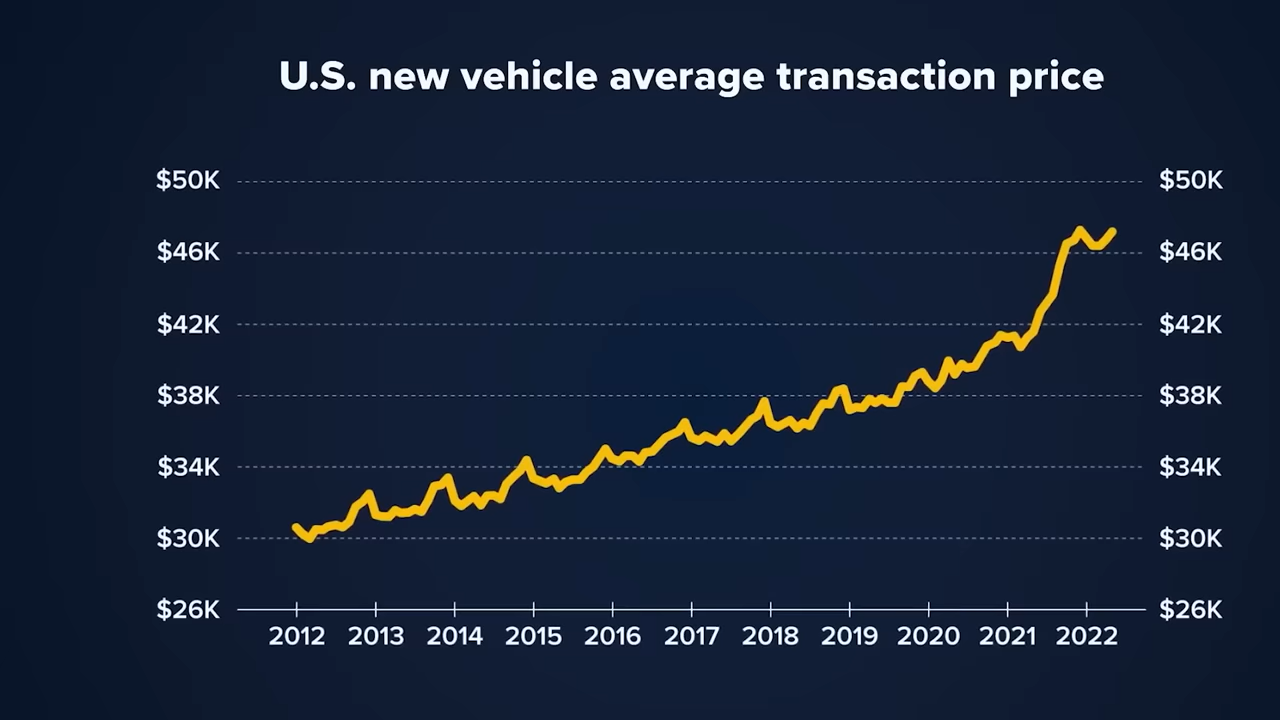 U.S. new vehicle average transaction price
$50K $50K
$46K $46K
$42K $42K
$38K $38K
$34K $34K
$30K $30K
$26K $26K
2012 2013 2014 2015 2016 2017 2018 2019 2020 2021 2022